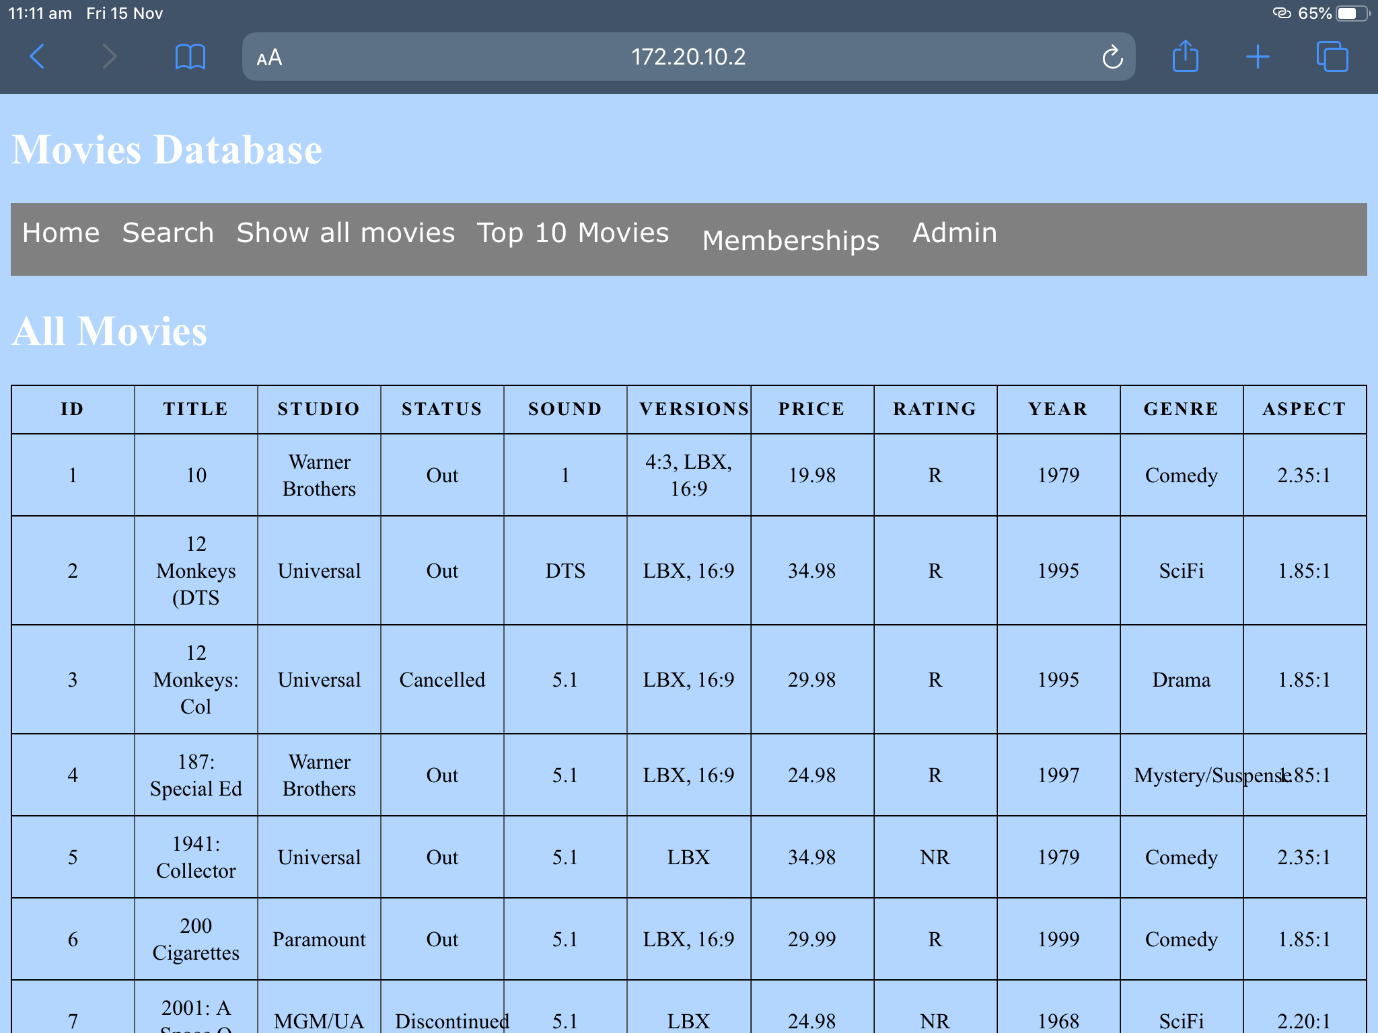 11:11 am Fri 15 Nov 65%
AA 172.20.10.2
Movies Database
Home Search Show all movies Top 10 Movies Memberships Admin
All Movies
ID TITLE STUDIO STATUS SOUND VERSIONS PRICE RATING YEAR GENRE ASPECT
1 10 Warner Brothers Out 1 4:3, LBX, 16:9 19.98 R 1979 Comedy 2.35:1
2 12 Monkeys (DTS Universal Out DTS LBX, 16:9 34.98 R 1995 SciFi 1.85:1
3 12 Monkeys: Col Universal Cancelled 5.1 LBX, 16:9 29.98 R 1995 Drama 1.85:1
4 187: Special Ed Warner Brothers Out 5.1 LBX, 16:9 24.98 R 1997 Mystery/Suspense 1.85:1
5 1941: Collector Universal Out 5.1 LBX 34.98 NR 1979 Comedy 2.35:1
6 200 Cigarettes Paramount Out 5.1 LBX, 16:9 29.99 R 1999 Comedy 1.85:1
7 2001: A Space O MGM/UA Discontinued 5.1 LBX 24.98 NR 1968 SciFi 2.20:1